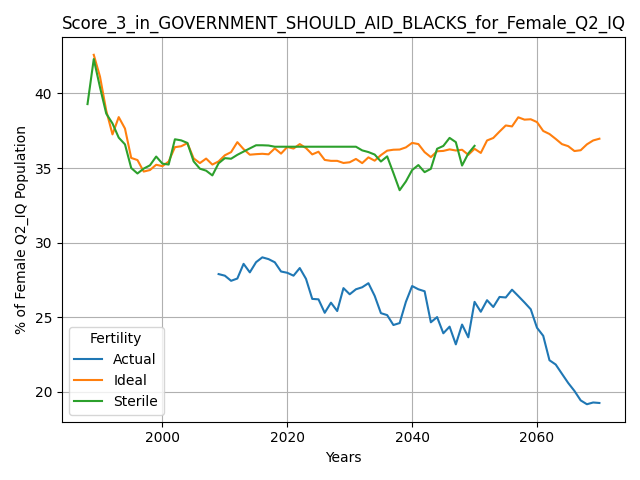 Score_3_in_GOVERNMENT_SHOULD_AID_BLACKS_for_Female_Q2_IQ
% of Female Q2_IQ Population
40
35
30
25
20
Fertility
Actual
Ideal
Sterile
2000
2020
2040
2060
Years